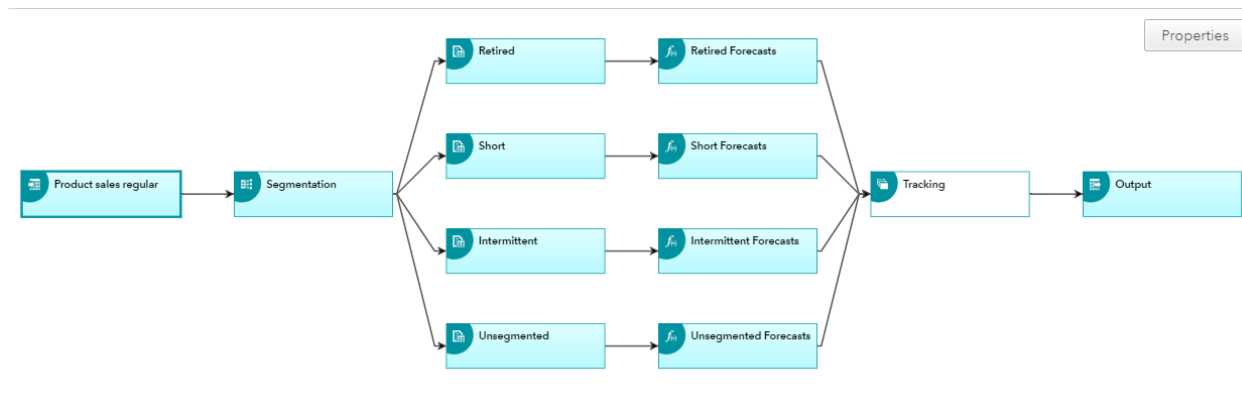 Properties
Retired
Retired Forecasts
Short
Short Forecasts
Product sales regular
Segmentation
Tracking
Output
Intermittent
Intermittent Forecasts
Unsegmented
Unsegmented Forecasts